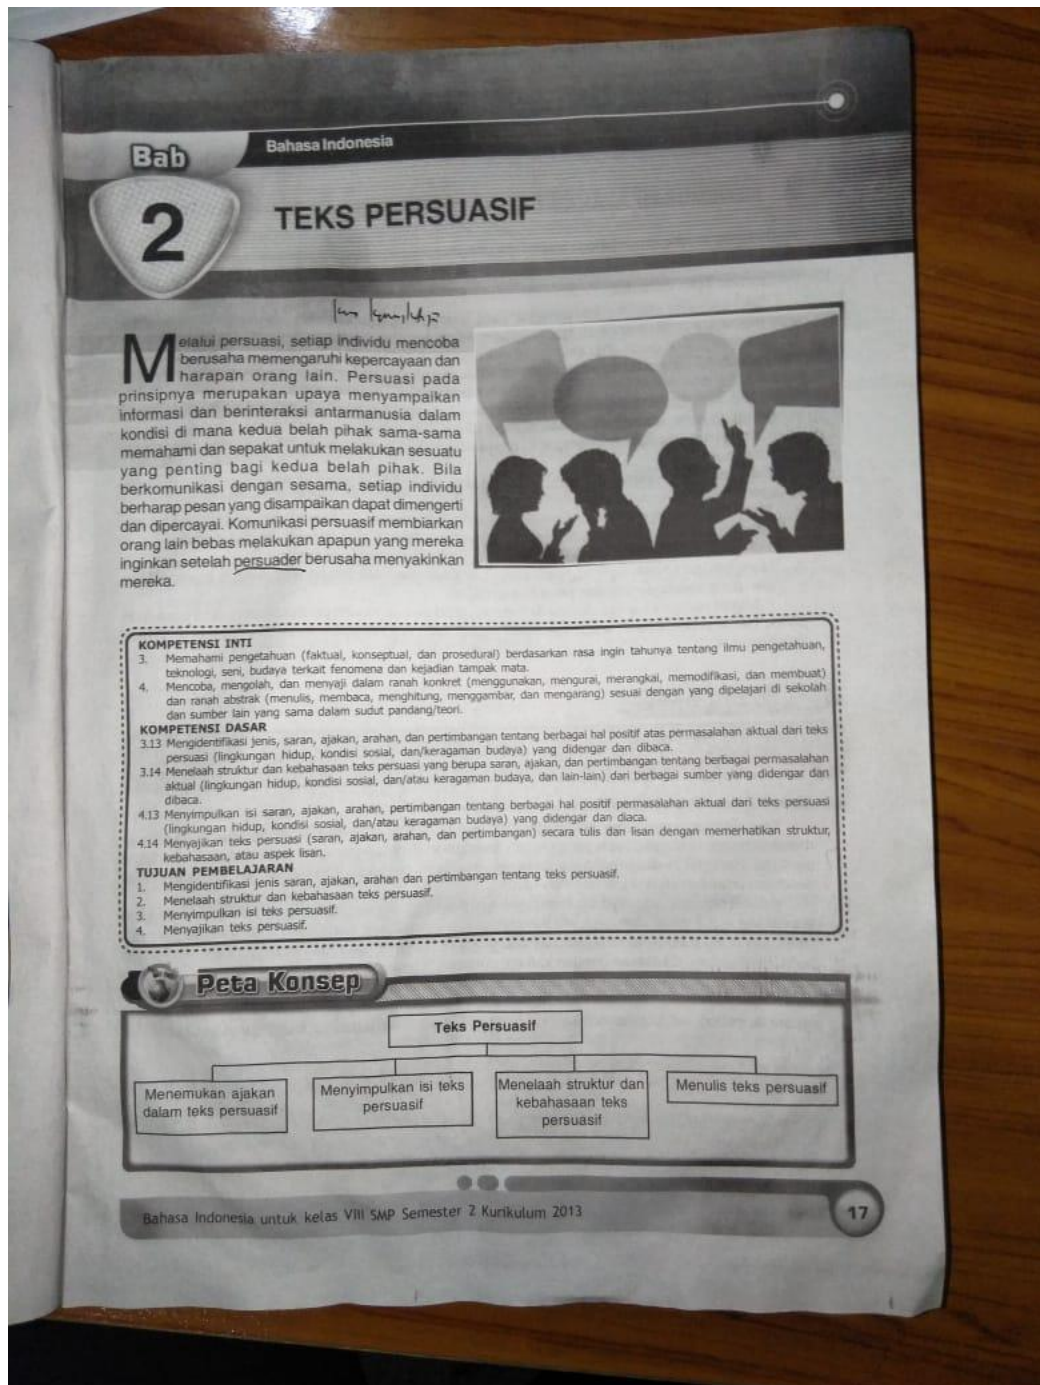 Bahasa Indonesia
Bab
2
TEKS PERSUASIF
Melalui persuasi, setiap individu mencoba
berusaha memengaruhi kepercayaan dan
harapan orang lain. Persuasi pada
prinsipnya merupakan upaya menyampaikan
informasi dan berinteraksi antarmanusia dalam
kondisi di mana kedua belah pihak sama-sama
memahami dan sepakat untuk melakukan sesuatu
yang penting bagi kedua belah pihak. Bila
berkomunikasi dengan sesama, setiap individu
berharap pesan yang disampaikan dapat dimengerti
dan dipercayai. Komunikasi persuasif membiarkan
orang lain bebas melakukan apapun yang mereka
inginkan setelah persuader berusaha menyakinkan
mereka.
KOMPETENSI INTI
3. Memahami pengetahuan (faktual, konseptual, dan prosedural) berdasarkan rasa ingin tahunya tentang ilmu pengetahuan,
teknologi, seni, budaya terkait fenomena dan kejadian tampak mata.
4. Mencoba, mengolah, dan menyaji dalam ranah konkret (menggunakan, mengurai, merangkai, memodifikasi, dan membuat)
dan ranah abstrak (menulis, membaca, menghitung, menggambar, dan mengarang) sesuai dengan yang dipelajari di sekolah
dan sumber lain yang sama dalam sudut pandang/teori.
KOMPETENSI DASAR
3.13 Mengidentifikasi jenis, saran, ajakan, arahan, dan pertimbangan tentang berbagai hal positif atas permasalahan aktual dari teks
persuasi (lingkungan hidup, kondisi sosial, dan/keragaman budaya) yang didengar dan dibaca.
3.14 Menelaah struktur dan kebahasaan teks persuasi yang berupa saran, ajakan, dan pertimbangan tentang berbagai permasalahan
aktual (lingkungan hidup, kondisi sosial, dan/atau keragaman budaya, dan lain-lain) dari berbagai sumber yang didengar dan
dibaca.
4.13 Menyimpulkan isi saran, ajakan, arahan, pertimbangan tentang berbagai hal positif permasalahan aktual dari teks persuasi
(lingkungan hidup, kondisi sosial, dan/atau keragaman budaya) yang didengar dan diaca.
4.14 Menyajikan teks persuasi (saran, ajakan, arahan, dan pertimbangan) secara tulis dan lisan dengan memerhatikan struktur,
kebahasaan, atau aspek lisan.
TUJUAN PEMBELAJARAN
1. Mengidentifikasi jenis saran, ajakan, arahan dan pertimbangan tentang teks persuasif.
2. Menelaah struktur dan kebahasaan teks persuasif.
3. Menyimpulkan isi teks persuasif.
4. Menyajikan teks persuasif.
Peta Konsep
Teks Persuasif
Menemukan ajakan
dalam teks persuasif
Menyimpulkan isi teks
persuasif
Menelaah struktur dan
kebahasaan teks
persuasif
Menulis teks persuasif
Bahasa Indonesia untuk kelas VIII SMP Semester 2 Kurikulum 2013
17